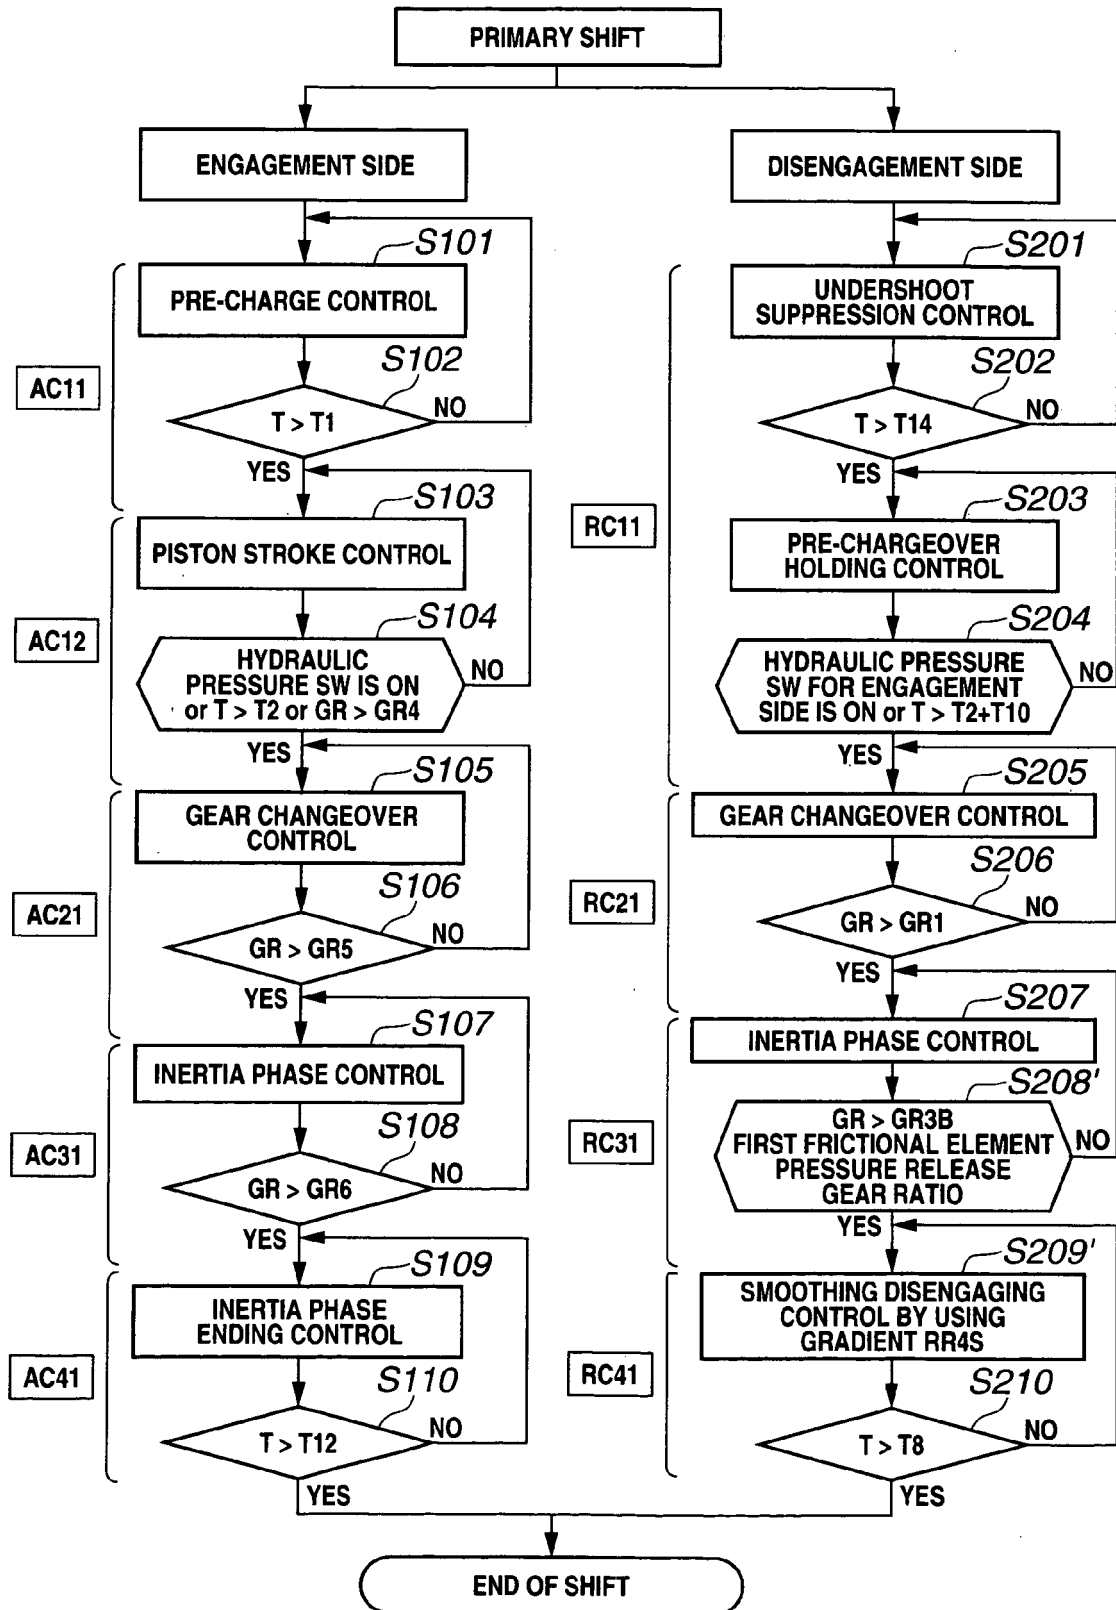 PRIMARY SHIFT
ENGAGEMENT SIDE
S101
PRE-CHARGE CONTROL
S102
AC11
T > T1
NO
YES
S103
PISTON STROKE CONTROL
S104
AC12
HYDRAULIC
PRESSURE SW IS ON
or T > T2 or GR > GR4
NO
YES
S105
GEAR CHANGEOVER
CONTROL
S106
AC21
GR > GR5
NO
YES
S107
INERTIA PHASE CONTROL
S108
AC31
GR > GR6
NO
YES
S109
INERTIA PHASE
ENDING CONTROL
S110
AC41
T > T12
NO
YES
DISENGAGEMENT SIDE
S201
UNDERSHOOT
SUPPRESSION CONTROL
S202
T > T14
NO
YES
S203
RC11
PRE-CHARGEOVER
HOLDING CONTROL
S204
HYDRAULIC PRESSURE
SW FOR ENGAGEMENT
SIDE IS ON or T > T2+T10
NO
YES
S205
GEAR CHANGEOVER CONTROL
S206
RC21
GR > GR1
NO
YES
S207
INERTIA PHASE CONTROL
S208'
RC31
GR > GR3B
FIRST FRICTIONAL ELEMENT
PRESSURE RELEASE
GEAR RATIO
NO
YES
S209'
SMOOTHING DISENGAGING
CONTROL BY USING
GRADIENT RR4S
RC41
S210
T > T8
NO
YES
END OF SHIFT